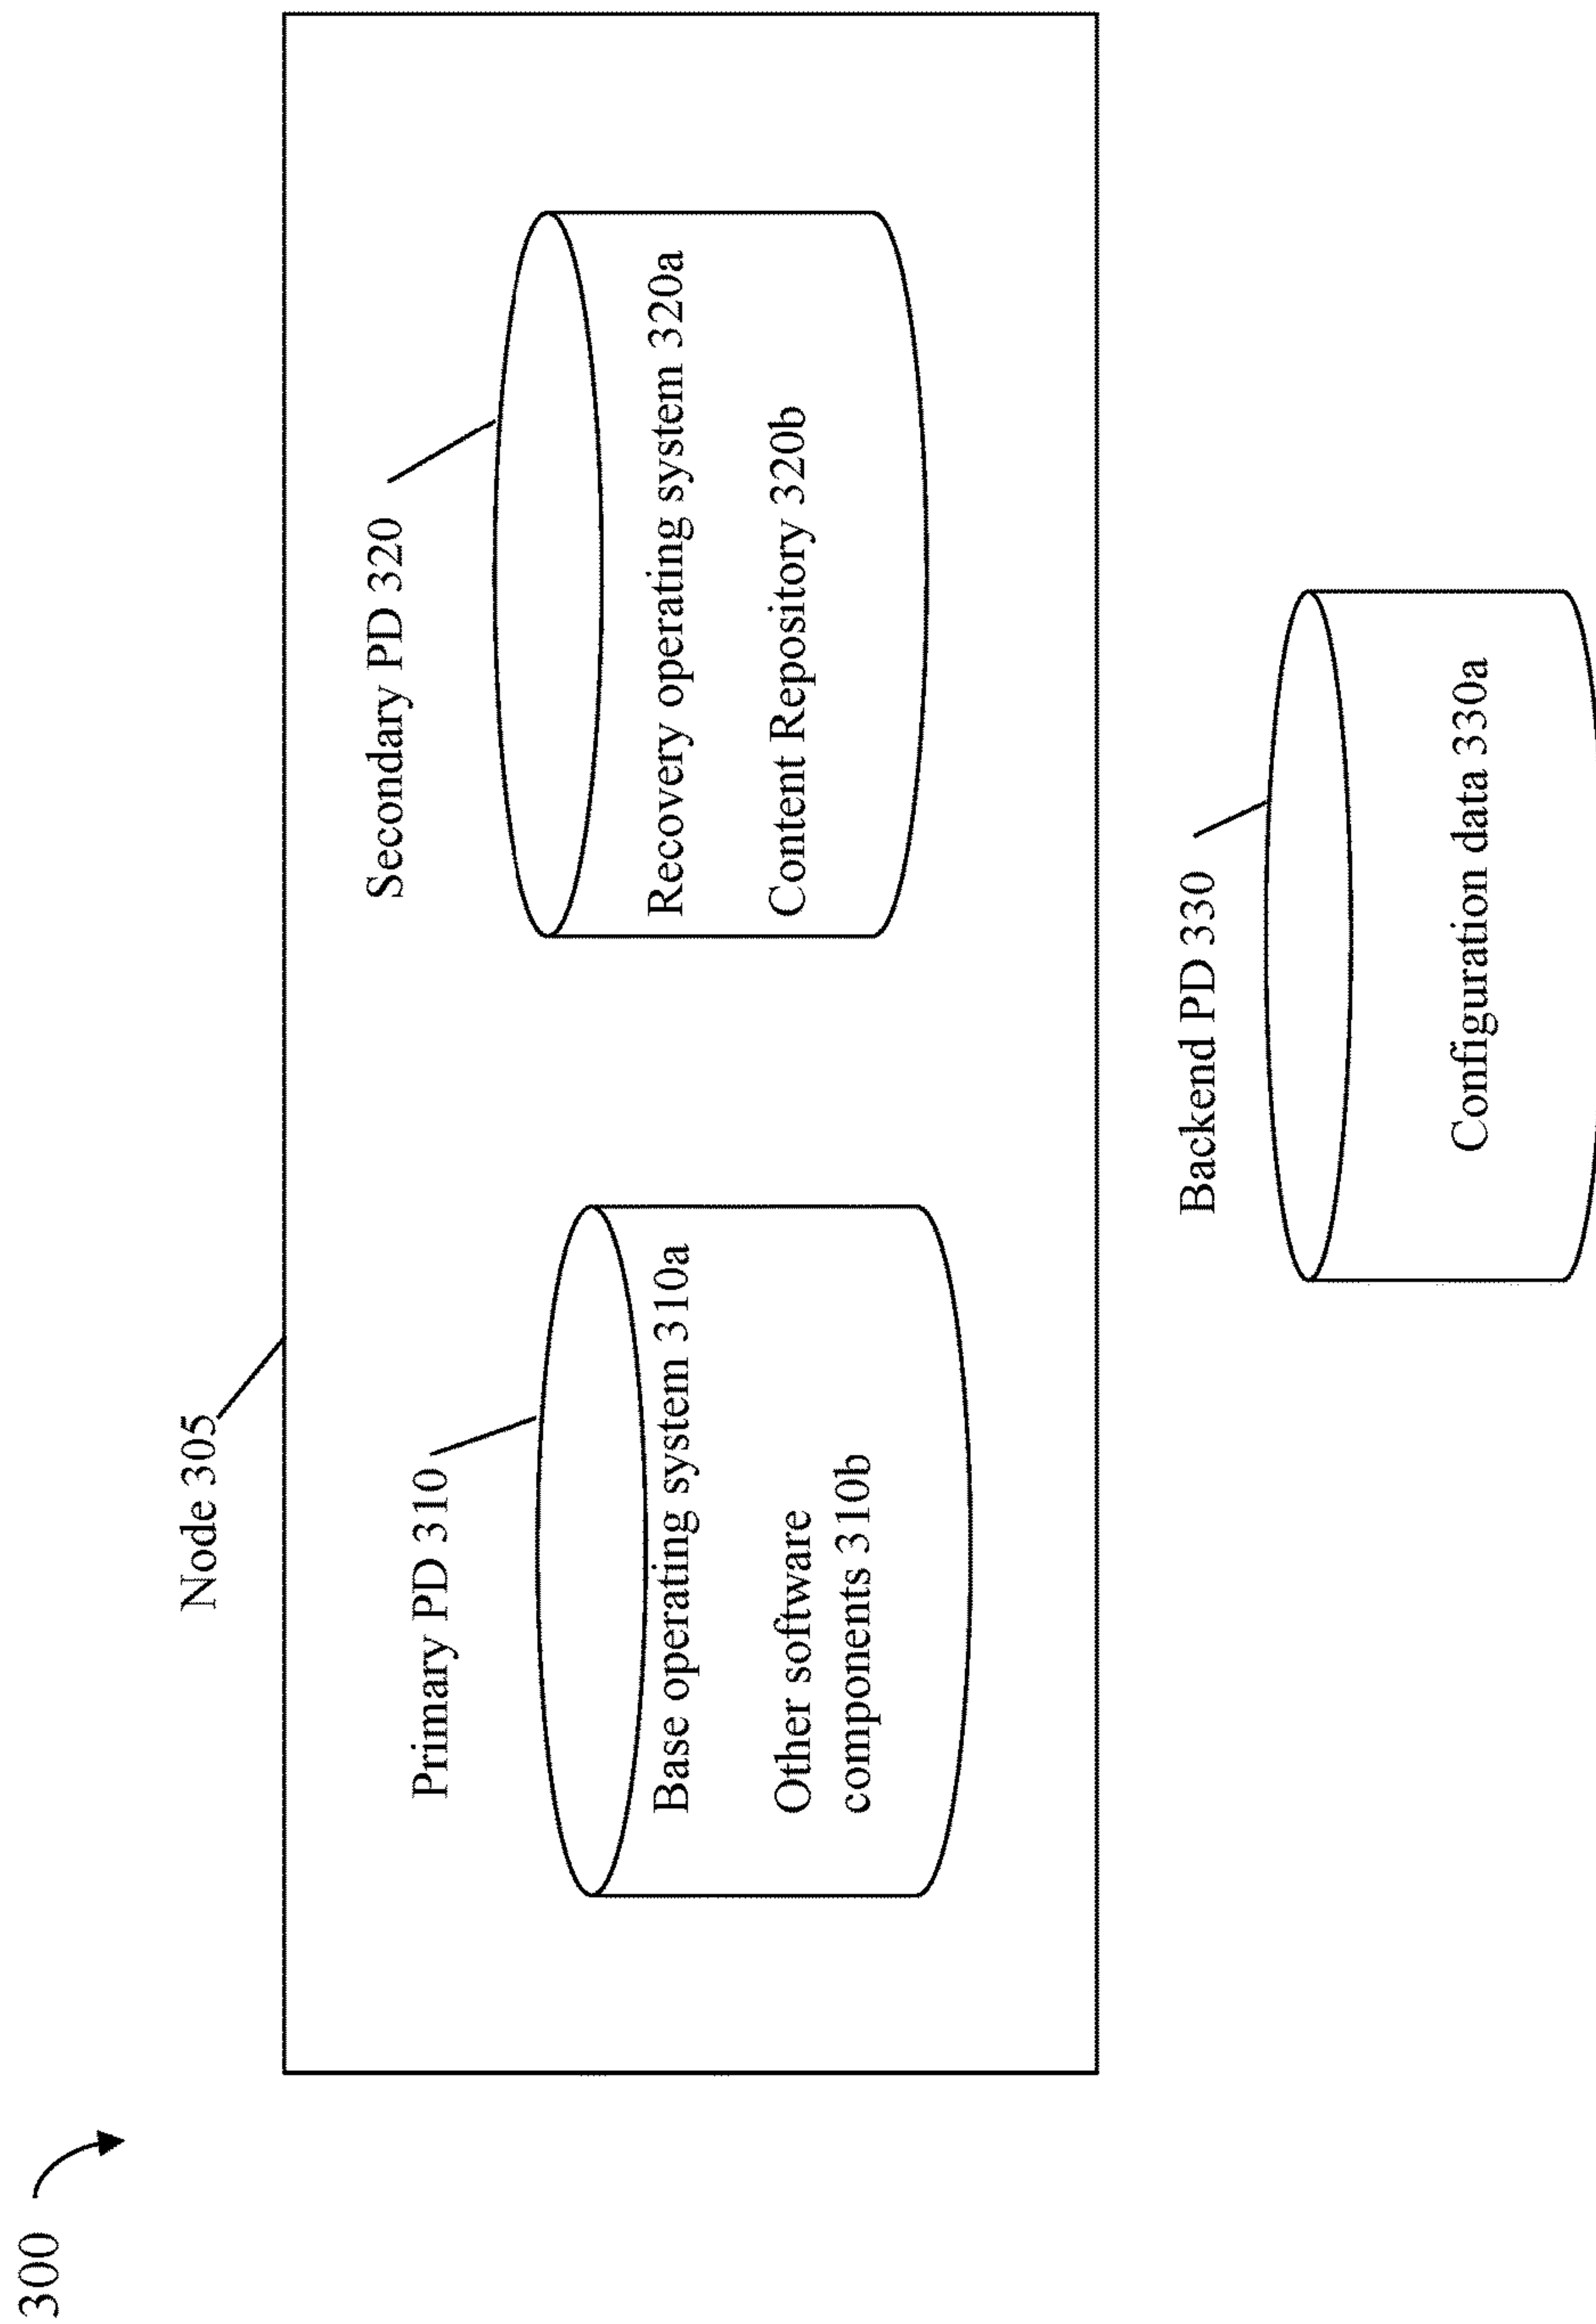 300
Node 305
Primary PD 310
Base operating system 310a
Other software
components 310b
Secondary PD 320
Recovery operating system 320a
Content Repository 320b
Backend PD 330
Configuration data 330a